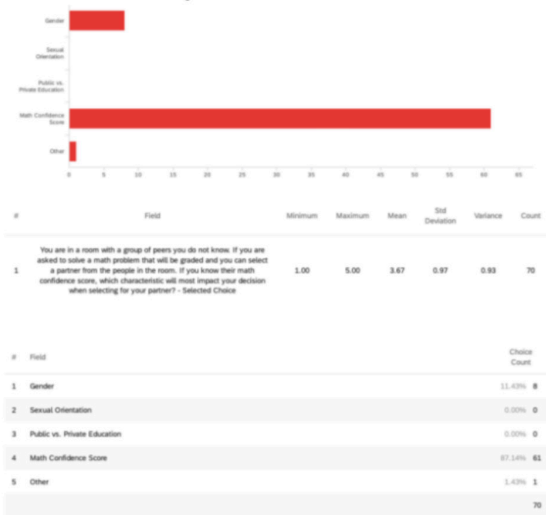 Gender
Sexual
Orientation
Public vs.
Private Education
Math Confidence
Score
Other
0 5 10 15 20 25 30 35 40 45 50 55 60 65
# Field Minimum Maximum Mean Std Deviation Variance Count
1 You are in a room with a group of peers you do not know. If you are
asked to solve a math problem that will be graded and you can select
a partner from the people in the room. If you know their math
confidence score, which characteristic will most impact your decision
when selecting for your partner? - Selected Choice
1.00 5.00 3.67 0.97 0.93 70
# Field Choice Count
1 Gender 11.43% 8
2 Sexual Orientation 0.00% 0
3 Public vs. Private Education 0.00% 0
4 Math Confidence Score 87.14% 61
5 Other 1.43% 1
70